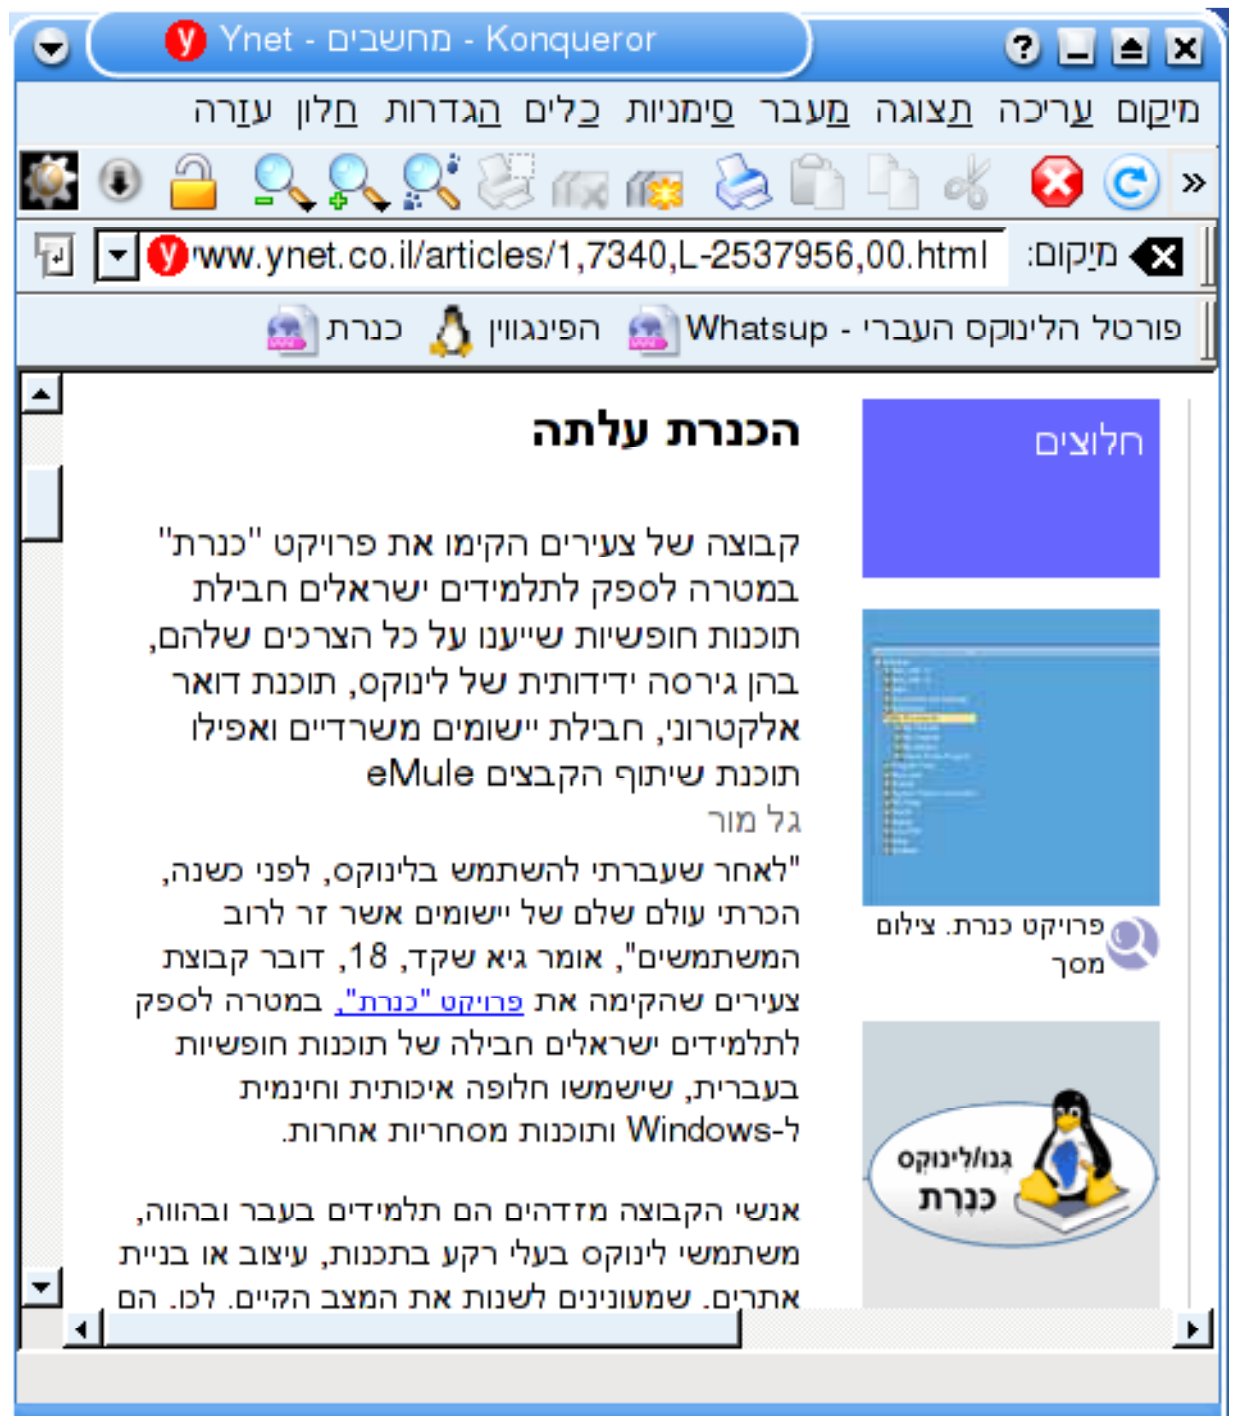 Ynet - מחשבים - Konqueror
מיקום עריכה תצוגה מעבר סימניות כלים הגדרות חלון עזרה
מיקום: ww.ynet.co.il/articles/1,7340,L-2537956,00.html
פורטל הלינוקס העברי - Whatsup הפינגווין כנרת
חלוצים
פרויקט כנרת. צילום
מסך
גנו/לינוקס
כנרת
הכנרת עלתה
קבוצה של צעירים הקימו את פרויקט "כנרת"
במטרה לספק לתלמידים ישראלים חבילת
תוכנות חופשיות שייענו על כל הצרכים שלהם,
בהן גירסה ידידותית של לינוקס, תוכנת דואר
אלקטרוני, חבילת יישומים משרדיים ואפילו
תוכנת שיתוף הקבצים eMule
גל מור
"לאחר שעברתי להשתמש בלינוקס, לפני כשנה,
הכרתי עולם שלם של יישומים אשר זר לרוב
המשתמשים", אומר גיא שקד, 18, דובר קבוצת
צעירים שהקימה את פרויקט "כנרת", במטרה לספק
לתלמידים ישראלים חבילה של תוכנות חופשיות
בעברית, שישמשו חלופה איכותית וחינמית
ל-Windows ותוכנות מסחריות אחרות.
אנשי הקבוצה מזדהים הם תלמידים בעבר ובהווה,
משתמשי לינוקס בעלי רקע בתכנות, עיצוב או בניית
אתרים, שמעונינים לשנות את המצב הקיים. לכן, הם